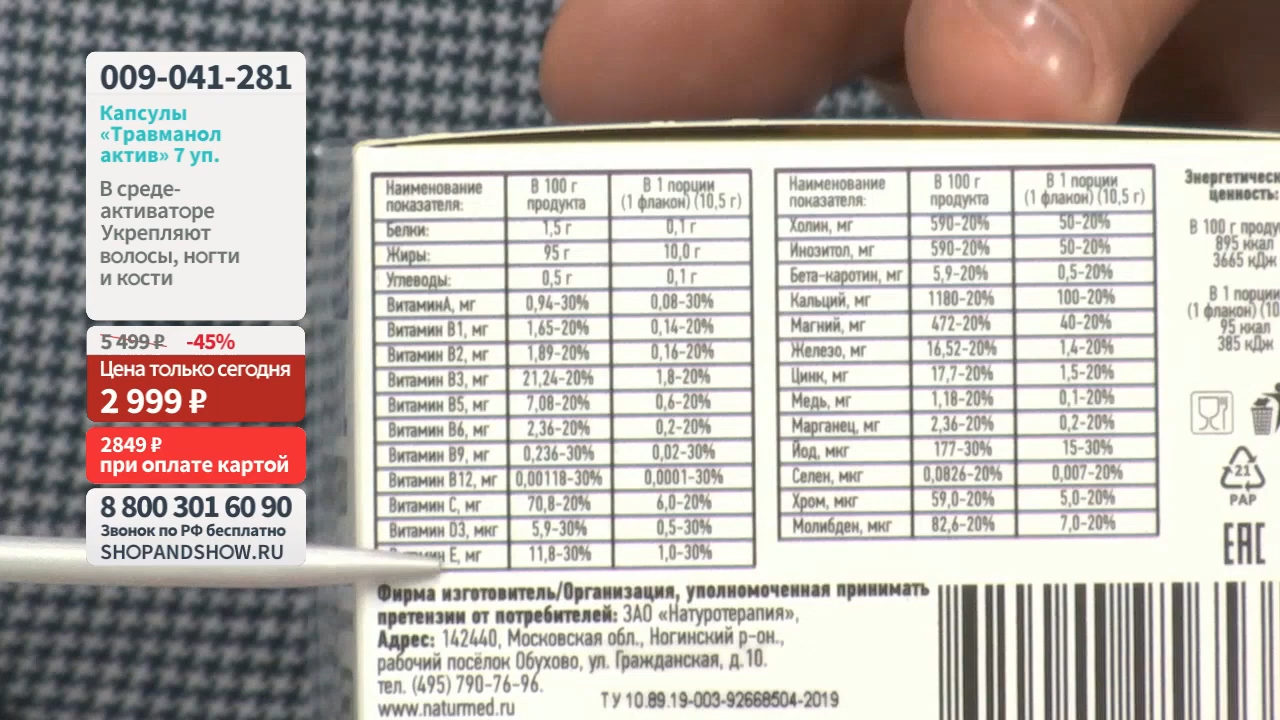 009-041-281
Капсулы
«Травманол
актив» 7 уп.
В среде-
активаторе
Укрепляют
волосы, ногти
и кости
5 499 ₽ -45%
Цена только сегодня
2 999 ₽
2849 ₽
при оплате картой
8 800 301 60 90
Звонок по РФ бесплатно
SHOPANDSHOW.RU
Наименование показателя: В 100 г продукта В 1 порции (1 флакон) (10,5 г)
Белки: 1,5 г 0,1 г
Жиры: 95 г 10,0 г
Углеводы: 0,5 г 0,1 г
ВитаминА, мг 0,94-30% 0,08-30%
Витамин В1, мг 1,65-20% 0,14-20%
Витамин В2, мг 1,89-20% 0,16-20%
Витамин В3, мг 21,24-20% 1,8-20%
Витамин В5, мг 7,08-20% 0,6-20%
Витамин В6, мг 2,36-20% 0,2-20%
Витамин В9, мг 0,236-30% 0,02-30%
Витамин В12, мг 0,00118-30% 0,0001-30%
Витамин С, мг 70,8-20% 6,0-20%
Витамин D3, мкг 5,9-30% 0,5-30%
Е, мг 11,8-30% 1,0-30%
Наименование показателя: В 100 г продукта В 1 порции (1 флакон) (10,5 г)
Холин, мг 590-20% 50-20%
Инозитол, мг 590-20% 50-20%
Бета-каротин, мг 5,9-20% 0,5-20%
Кальций, мг 1180-20% 100-20%
Магний, мг 472-20% 40-20%
Железо, мг 16,52-20% 1,4-20%
Цинк, мг 17,7-20% 1,5-20%
Медь, мг 1,18-20% 0,1-20%
Марганец, мг 2,36-20% 0,2-20%
Йод, мкг 177-30% 15-30%
Селен, мкг 0,0826-20% 0,007-20%
Хром, мкг 59,0-20% 5,0-20%
Молибден, мкг 82,6-20% 7,0-20%
ценность:
В 100 г
895 ккал
3665 кДж
В 1
(1 флакон)
95 ккал
385 кДж
21
PAP
ЕАС
Фирма изготовитель/Организация, уполномоченная принимать
претензии от потребителей: ЗАО «Натуротерапия»,
Адрес: 142440, Московская обл., Ногинский р-он.,
рабочий посёлок Обухово, ул. Гражданская, д.10.
тел. (495) 790-76-96.
ТУ 10.89.19-003-92668504-2019
www.naturmed.ru